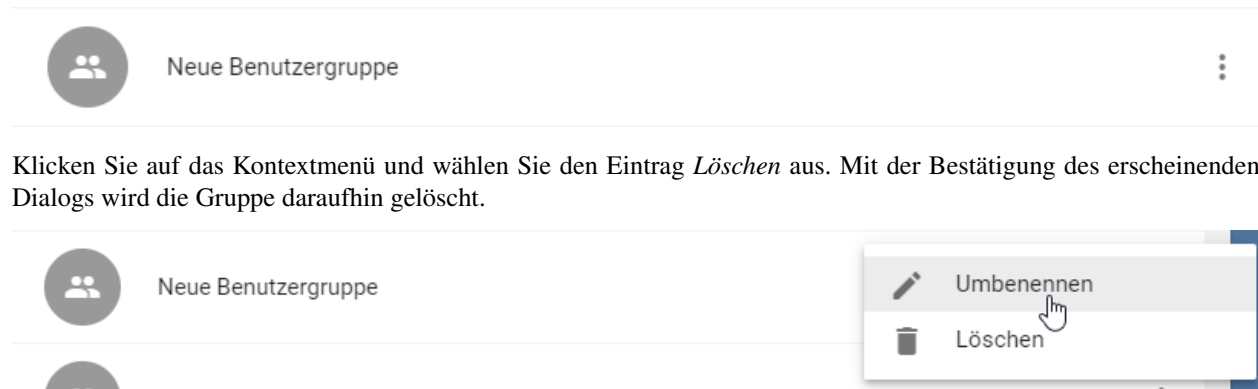 Neue Benutzergruppe
Klicken Sie auf das Kontextmenü und wählen Sie den Eintrag Löschen aus. Mit der Bestätigung des erscheinenden
Dialogs wird die Gruppe daraufhin gelöscht.
Neue Benutzergruppe
Umbenennen
Löschen